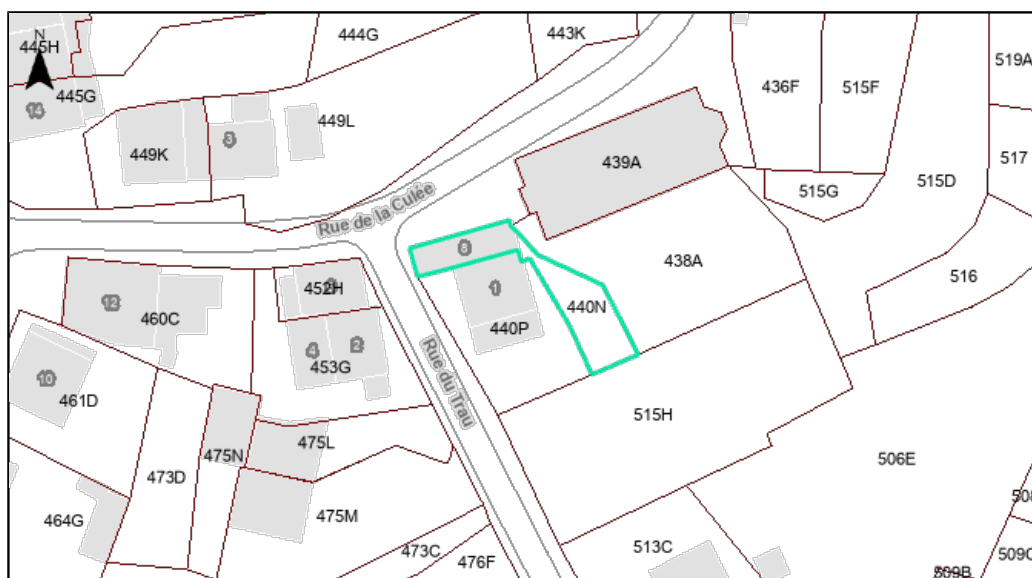 444G
443K
N
445H
519A
436F
515F
445G
14
449L
3
449K
439A
517
515G
515D
Rue de la Culée
8
438A
516
452H
12
1
440N
460C
440P
4
2
453G
Rue du Trau
10
461D
515H
475L
475N
506E
473D
464G
475M
508
473C
513C
509C
476F
509B